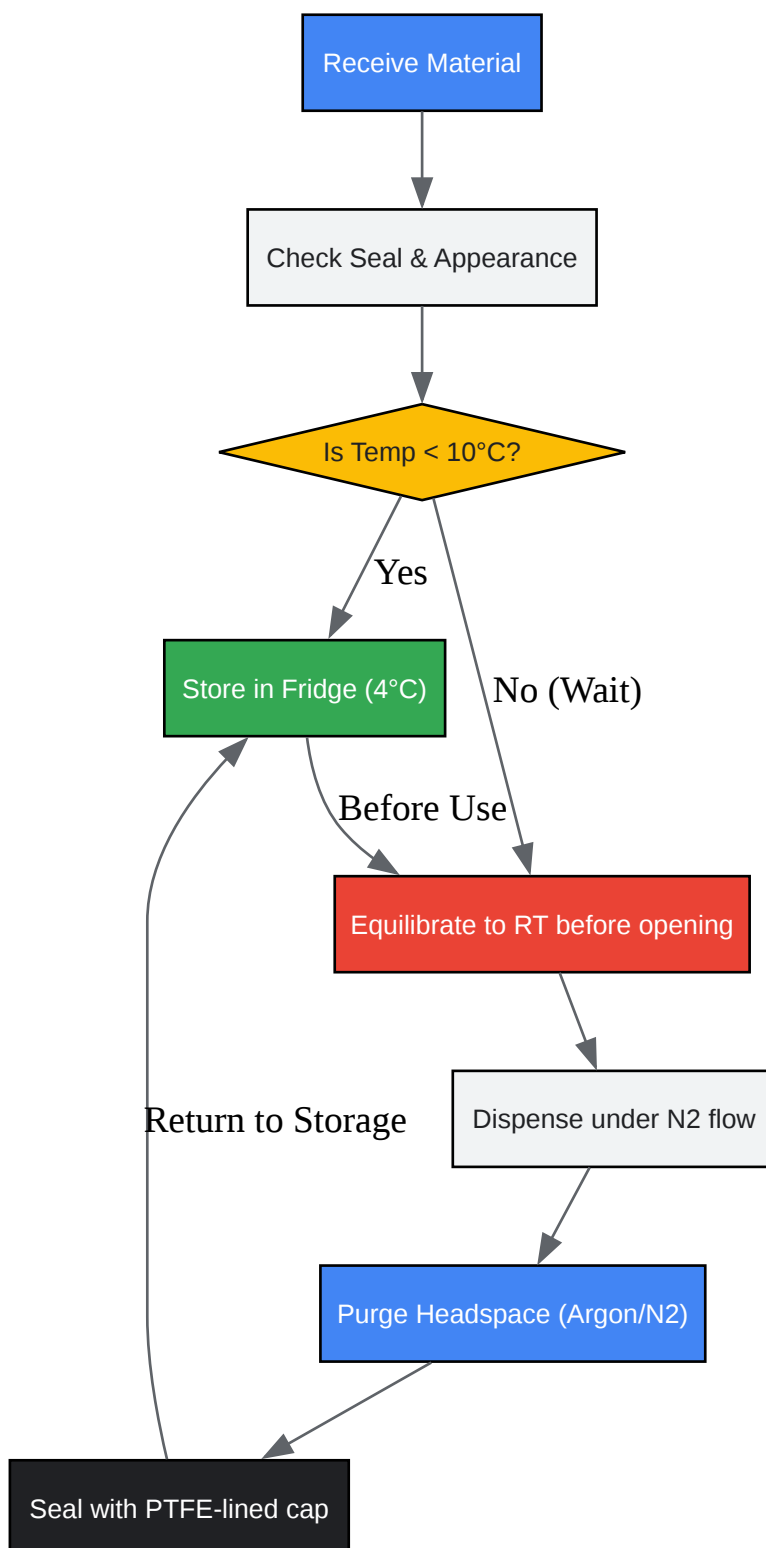 Receive Material
Check Seal & Appearance
Is Temp < 10°C?
Yes
Store in Fridge (4°C)
No (Wait)
Before Use
Equilibrate to RT before opening
Dispense under N2 flow
Return to Storage
Purge Headspace (Argon/N2)
Seal with PTFE-lined cap